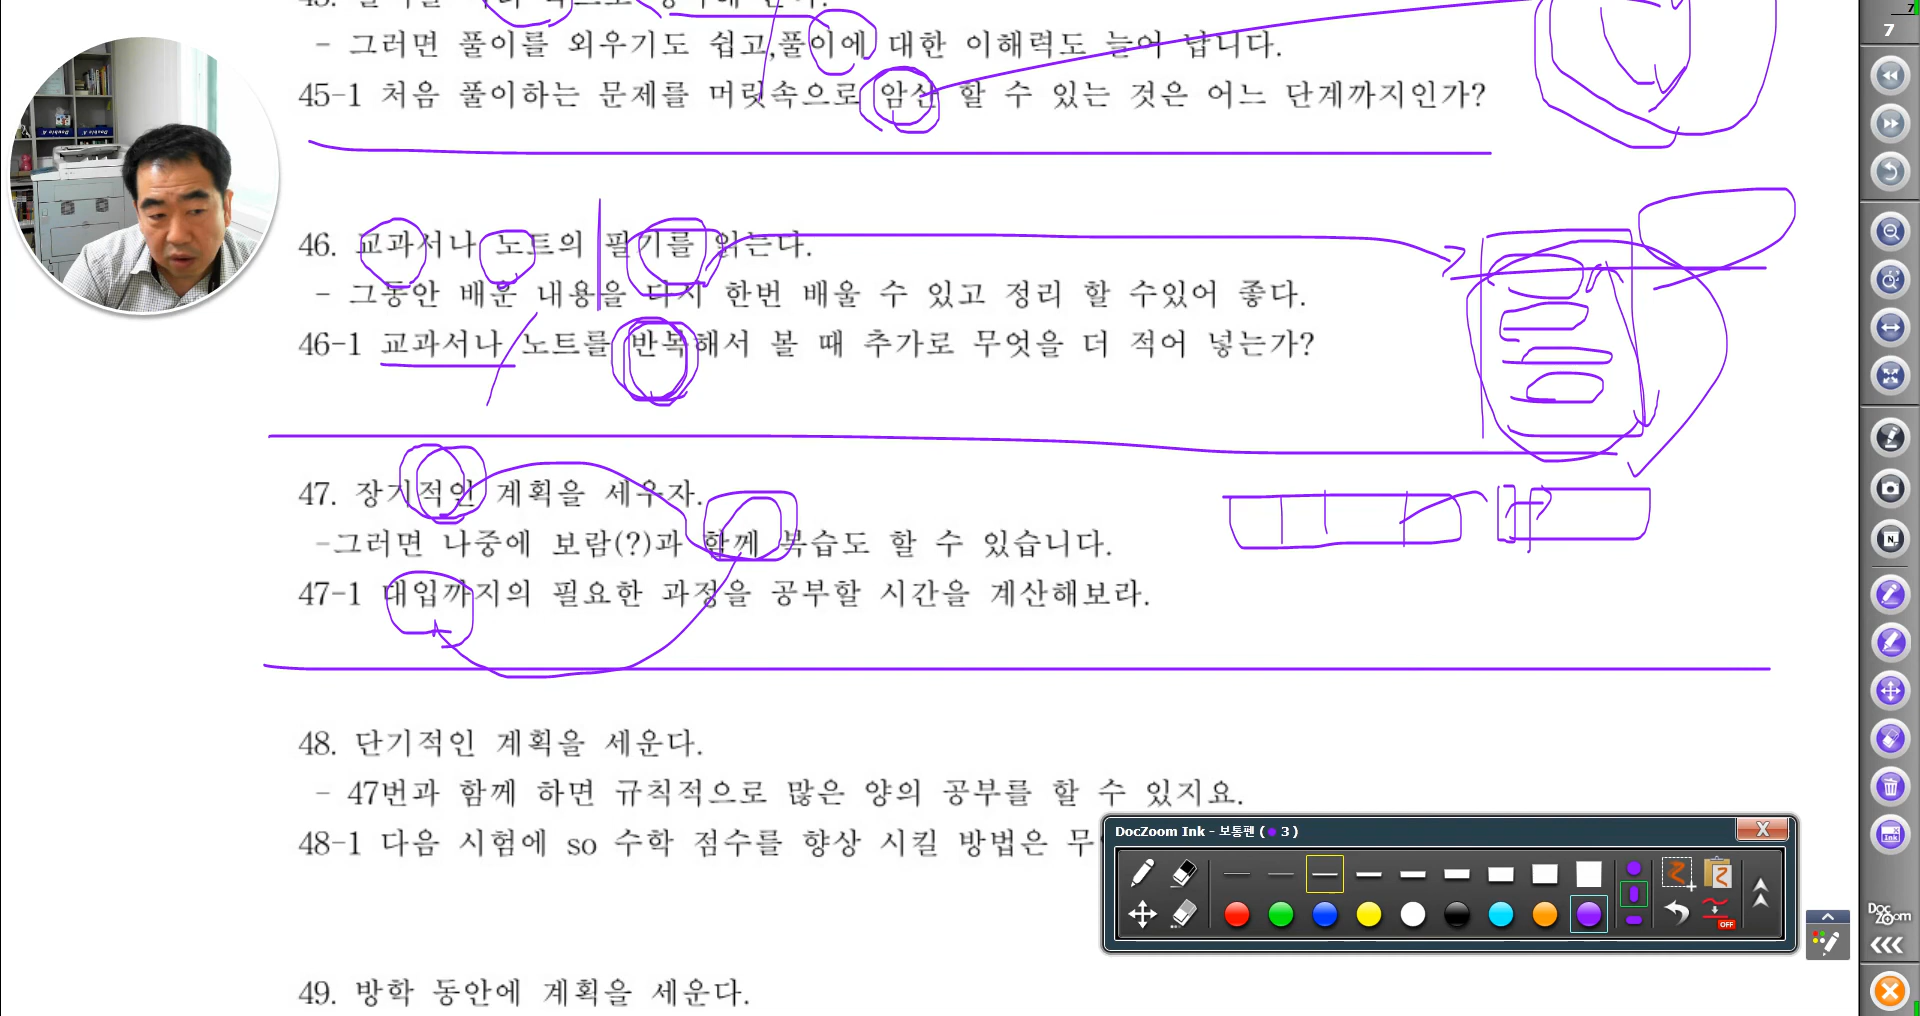 7
7
- 그러면 풀이를 외우기도 쉽고,풀이에 대한 이해력도 늘어 납니다.
45-1 처음 풀이하는 문제를 머릿속으로 암산 할 수 있는 것은 어느 단계까지인가?
46. 교과서나 노트의 필기를 읽는다.
- 그동안 배운 내용을 다시 한번 배울 수 있고 정리 할 수있어 좋다.
46-1 교과서나 노트를 반복해서 볼 때 추가로 무엇을 더 적어 넣는가?
47. 장기적인 계획을 세우자.
-그러면 나중에 보람(?)과 함께 복습도 할 수 있습니다.
47-1 대입까지의 필요한 과정을 공부할 시간을 계산해보라.
48. 단기적인 계획을 세운다.
- 47번과 함께 하면 규칙적으로 많은 양의 공부를 할 수 있지요.
48-1 다음 시험에 so 수학 점수를 향상 시킬 방법은
DocZoom Ink - 보통펜 ( 3 )
OFF
Doc Zoom
49. 방학 동안에 계획을 세운다.